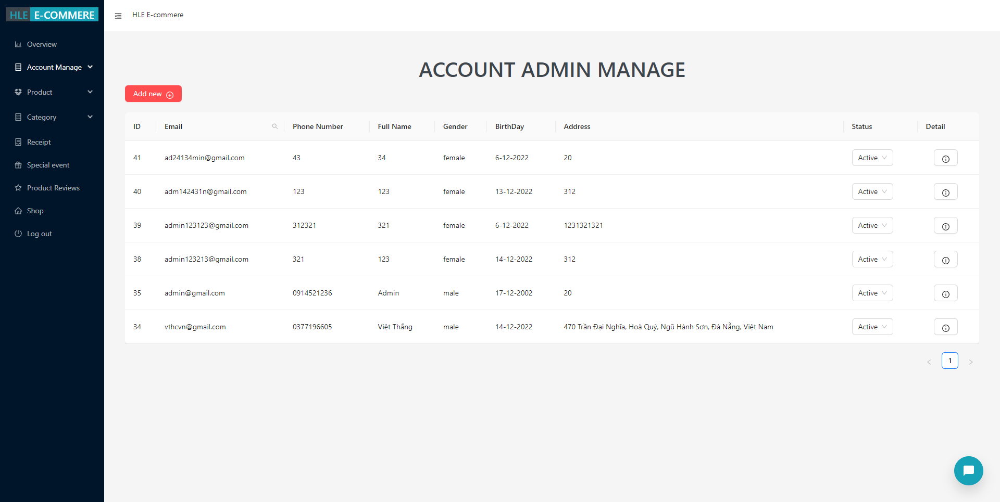 HLE E-COMMERE
HLE E-commere
Overview
Account Manage
Product
Category
Receipt
Special event
Product Reviews
Shop
Log out
ACCOUNT ADMIN MANAGE
Add new
ID Email Phone Number Full Name Gender BirthDay Address Status Detail
41 ad24134min@gmail.com 43 34 female 6-12-2022 20 Active
40 adm142431n@gmail.com 123 123 female 13-12-2022 312 Active
39 admin123123@gmail.com 312321 321 female 6-12-2022 1231321321 Active
38 admin123213@gmail.com 321 123 female 14-12-2022 312 Active
35 admin@gmail.com 0914521236 Admin male 17-12-2002 20 Active
34 vthcvn@gmail.com 0377196605 Việt Thắng male 14-12-2022 470 Trần Đại Nghĩa, Hoà Quý, Ngũ Hành Sơn, Đà Nẵng, Việt Nam Active
1